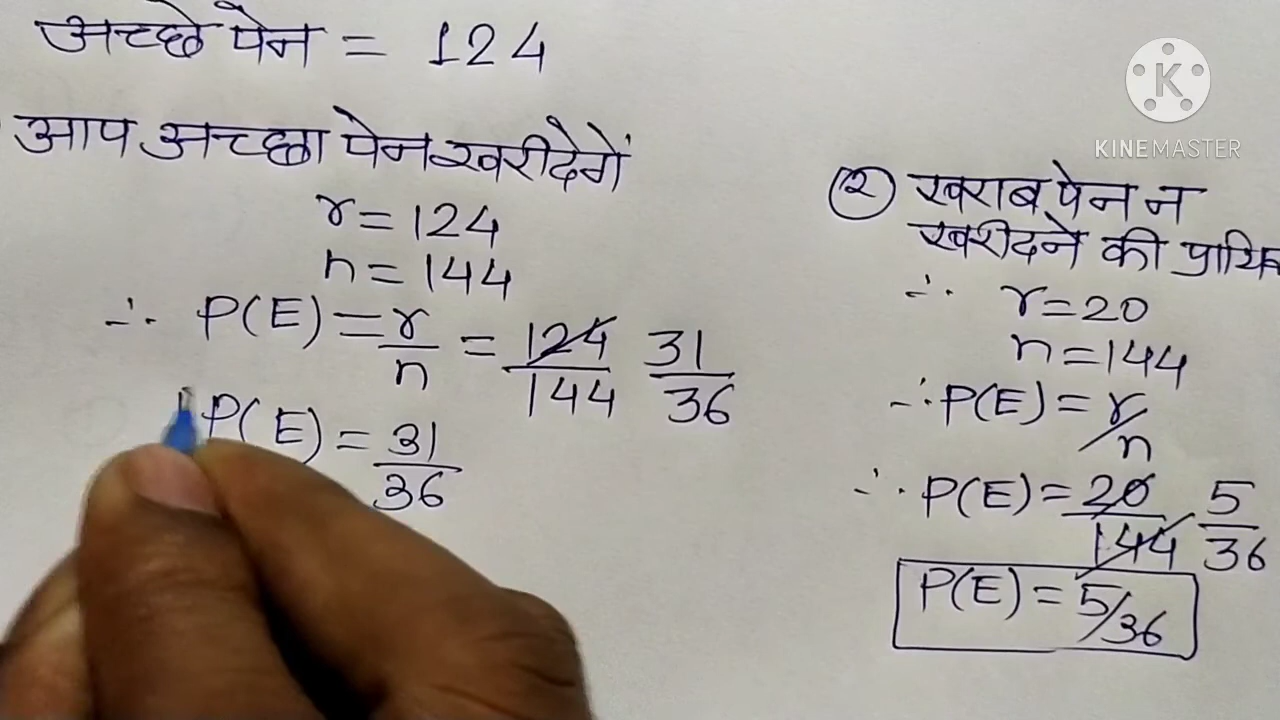 अच्छे पेन = 124
आप अच्छा पेन खरीदेगें
r = 124
n = 144
∴ P(E) = r/n = 124/144 31/36
P(E) = 31/36
K
KINEMASTER
(२) खराब पेन न
खरीदने की
∴ r = 20
n = 144
∴ P(E) = r/n
∴ P(E) = 20/144 5/36
P(E) = 5/36